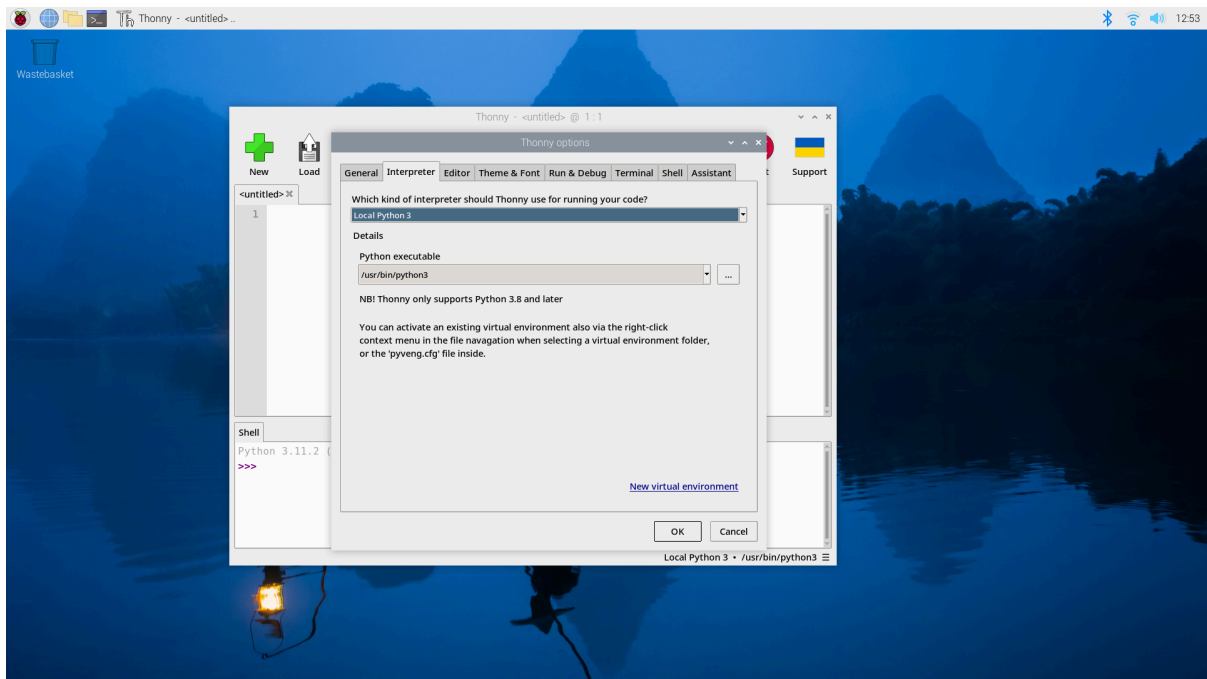 Thonny - <untitled> ..
12:53
Wastebasket
Thonny - <untitled> @ 1:1
Thonny options
New
Load
t
Support
General Interpreter Editor Theme & Font Run & Debug Terminal Shell Assistant
<untitled>
1
Which kind of interpreter should Thonny use for running your code?
Local Python 3
Details
Python executable
/usr/bin/python3
...
NB! Thonny only supports Python 3.8 and later
You can activate an existing virtual environment also via the right-click
context menu in the file navagation when selecting a virtual environment folder,
or the 'pyveng.cfg' file inside.
Shell
Python 3.11.2 (
>>>
New virtual environment
OK
Cancel
Local Python 3 • /usr/bin/python3 ☰